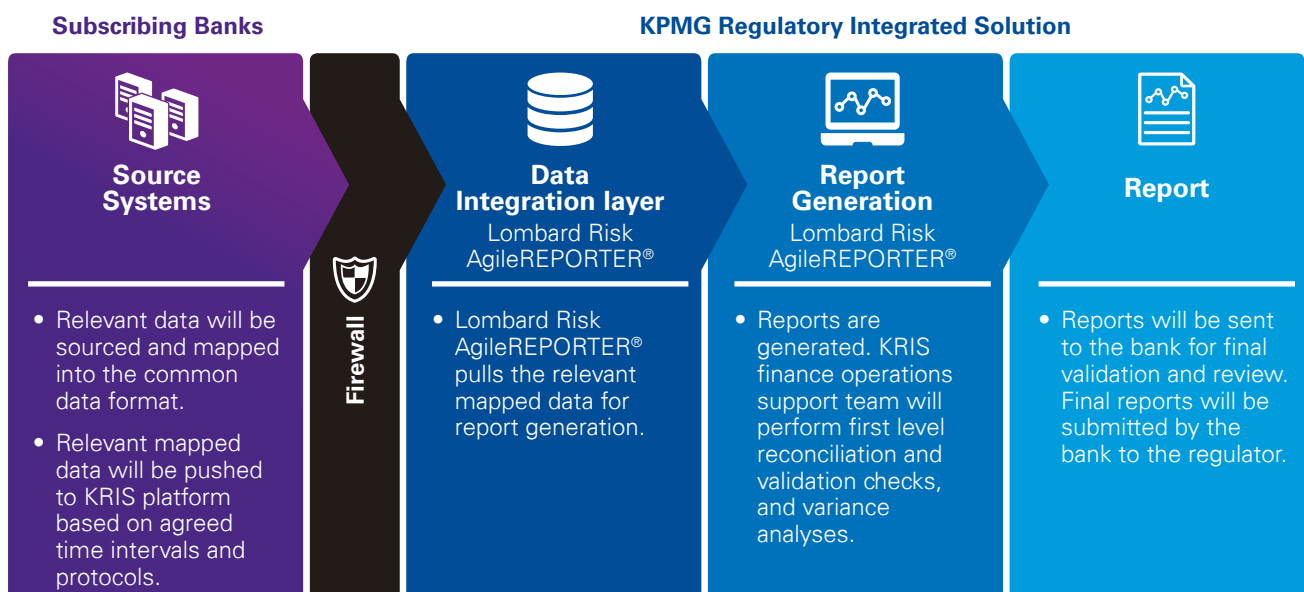 Subscribing Banks
KPMG Regulatory Integrated Solution
Source
Systems
• Relevant data will be
sourced and mapped
into the common
data format.
• Relevant mapped
data will be pushed
to KRIS platform
based on agreed
time intervals and
protocols.
Firewall
Data
Integration layer
Lombard Risk
AgileREPORTER®
• Lombard Risk
AgileREPORTER®
pulls the relevant
mapped data for
report generation.
Report
Generation
Lombard Risk
AgileREPORTER®
• Reports are
generated. KRIS
finance operations
support team will
perform first level
reconciliation and
validation checks,
and variance
analyses.
Report
• Reports will be sent
to the bank for final
validation and review.
Final reports will be
submitted by the
bank to the regulator.